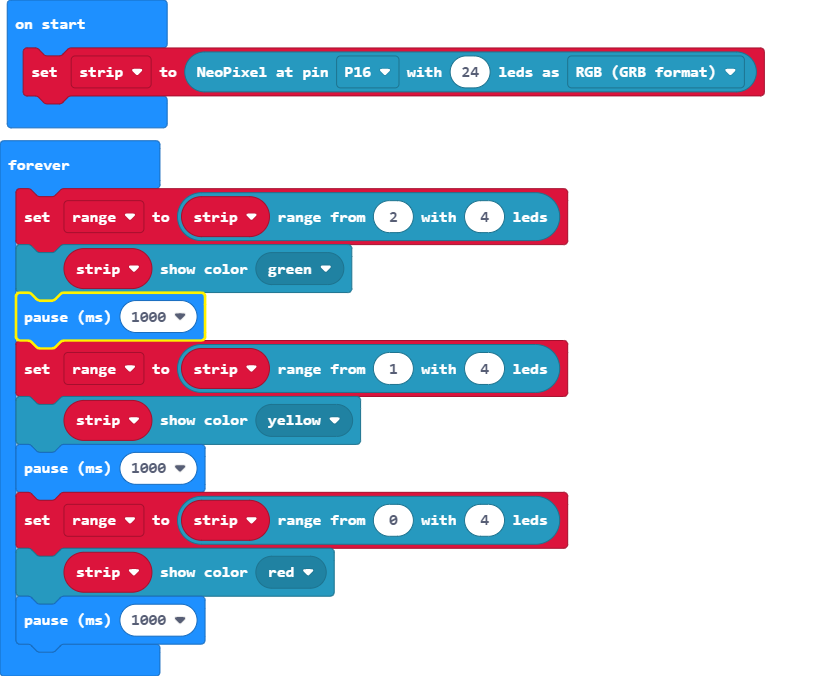 on start
set strip to NeoPixel at pin P16 with 24 leds as RGB (GRB format)
forever
set range to strip range from 2 with 4 leds
strip show color green
pause (ms) 1000
set range to strip range from 1 with 4 leds
strip show color yellow
pause (ms) 1000
set range to strip range from 0 with 4 leds
strip show color red
pause (ms) 1000